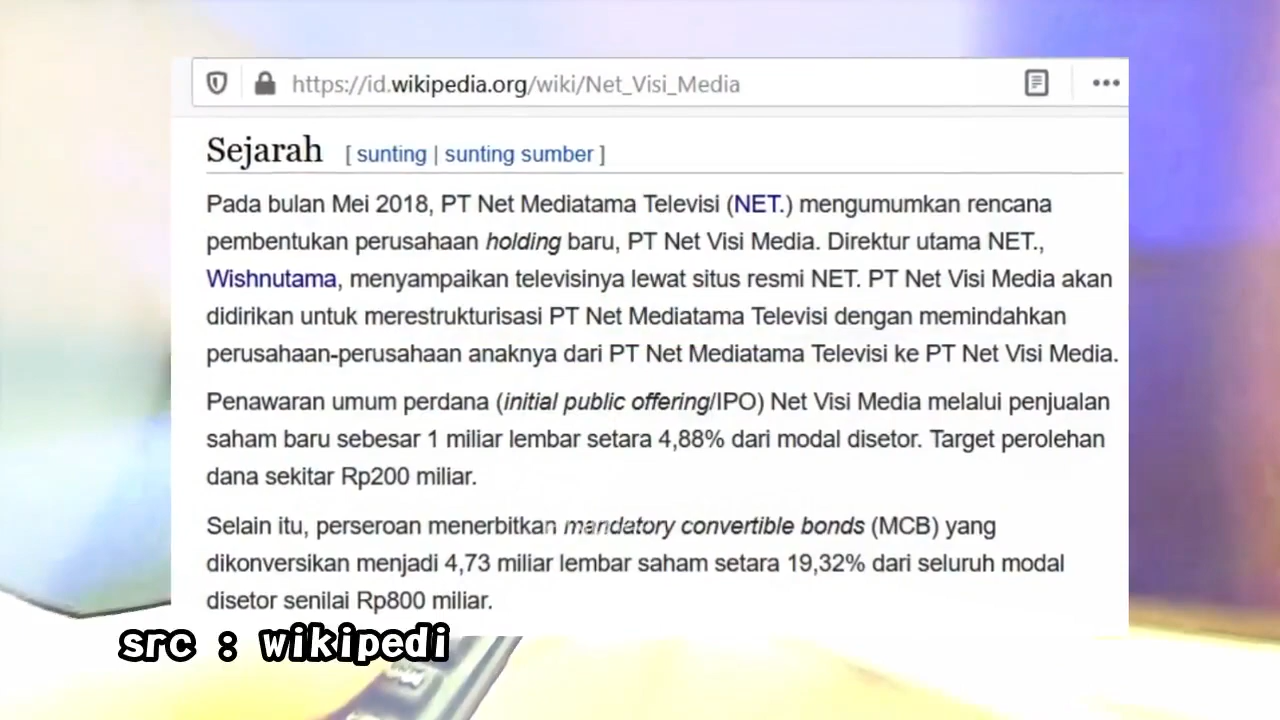 https://id.wikipedia.org/wiki/Net_Visi_Media
Sejarah [ sunting | sunting sumber ]
Pada bulan Mei 2018, PT Net Mediatama Televisi (NET.) mengumumkan rencana
pembentukan perusahaan holding baru, PT Net Visi Media. Direktur utama NET.,
Wishnutama, menyampaikan televisinya lewat situs resmi NET. PT Net Visi Media akan
didirikan untuk merestrukturisasi PT Net Mediatama Televisi dengan memindahkan
perusahaan-perusahaan anaknya dari PT Net Mediatama Televisi ke PT Net Visi Media.
Penawaran umum perdana (initial public offering/IPO) Net Visi Media melalui penjualan
saham baru sebesar 1 miliar lembar setara 4,88% dari modal disetor. Target perolehan
dana sekitar Rp200 miliar.
Selain itu, perseroan menerbitkan mandatory convertible bonds (MCB) yang
dikonversikan menjadi 4,73 miliar lembar saham setara 19,32% dari seluruh modal
disetor senilai Rp800 miliar.
src : wikipedi